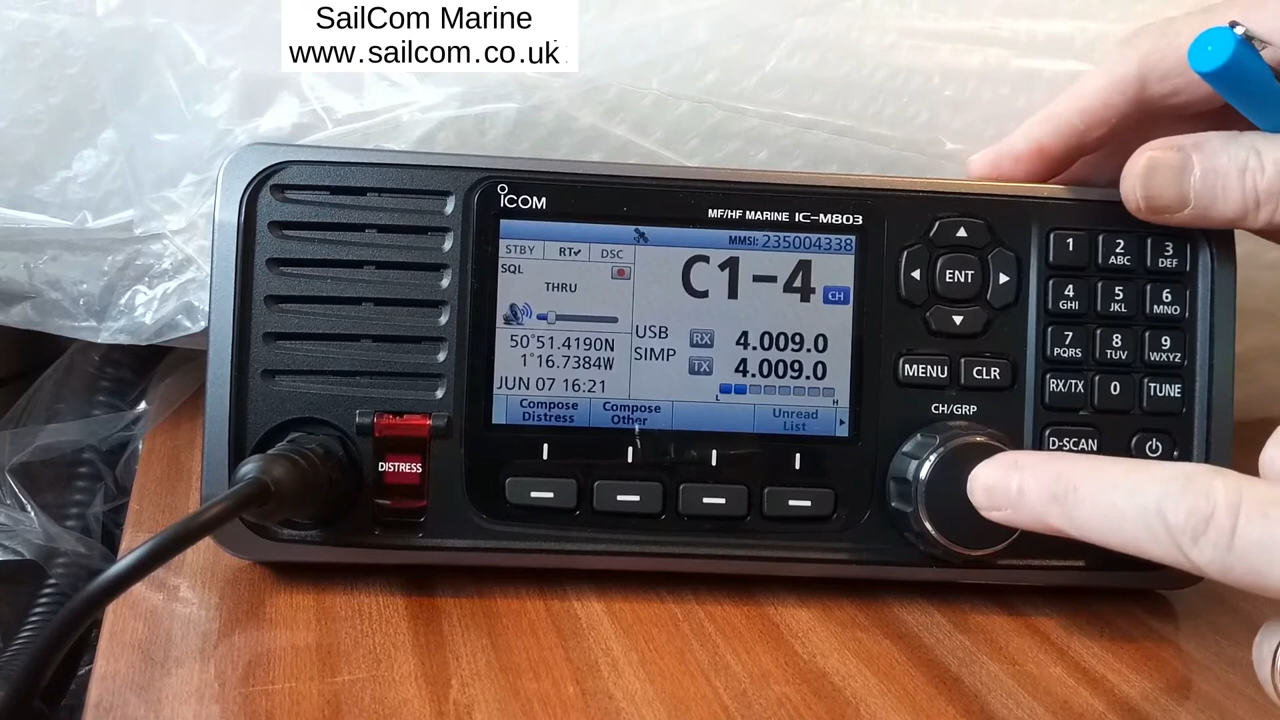 SailCom Marine
www.sailcom.co.uk
ICOM
MF/HF MARINE IC-M803
MMSI: 235004338
STBY RT✔ DSC
SQL
THRU
C1-4 CH
USB RX 4.009.0
SIMP TX 4.009.0
L H
50°51.4190N
1°16.7384W
JUN 07 16:21
Compose Distress
Compose Other
Unread List
DISTRESS
ENT
MENU CLR
CH/GRP
1 2 ABC 3 DEF
4 GHI 5 JKL 6 MNO
7 PQRS 8 TUV 9 WXYZ
RX/TX 0 TUNE
D-SCAN